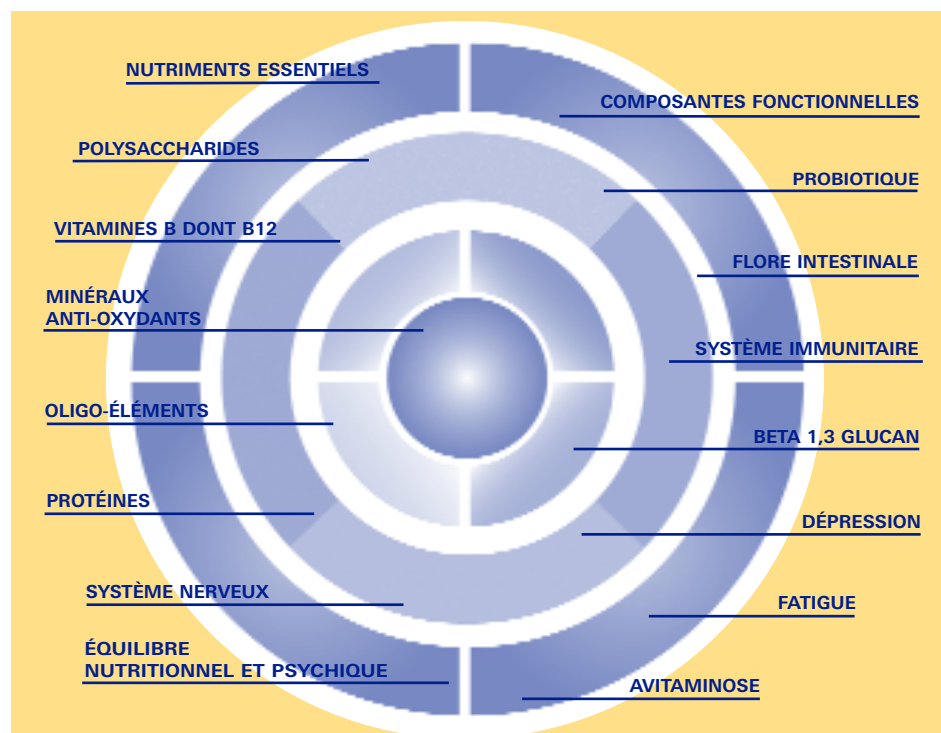 NUTRIMENTS ESSENTIELS
COMPOSANTES FONCTIONNELLES
POLYSACCHARIDES
PROBIOTIQUE
VITAMINES B DONT B12
FLORE INTESTINALE
MINÉRAUX
ANTI-OXYDANTS
SYSTÈME IMMUNITAIRE
OLIGO-ÉLÉMENTS
BETA 1,3 GLUCAN
PROTÉINES
DÉPRESSION
SYSTÈME NERVEUX
FATIGUE
ÉQUILIBRE
NUTRITIONNEL ET PSYCHIQUE
AVITAMINOSE